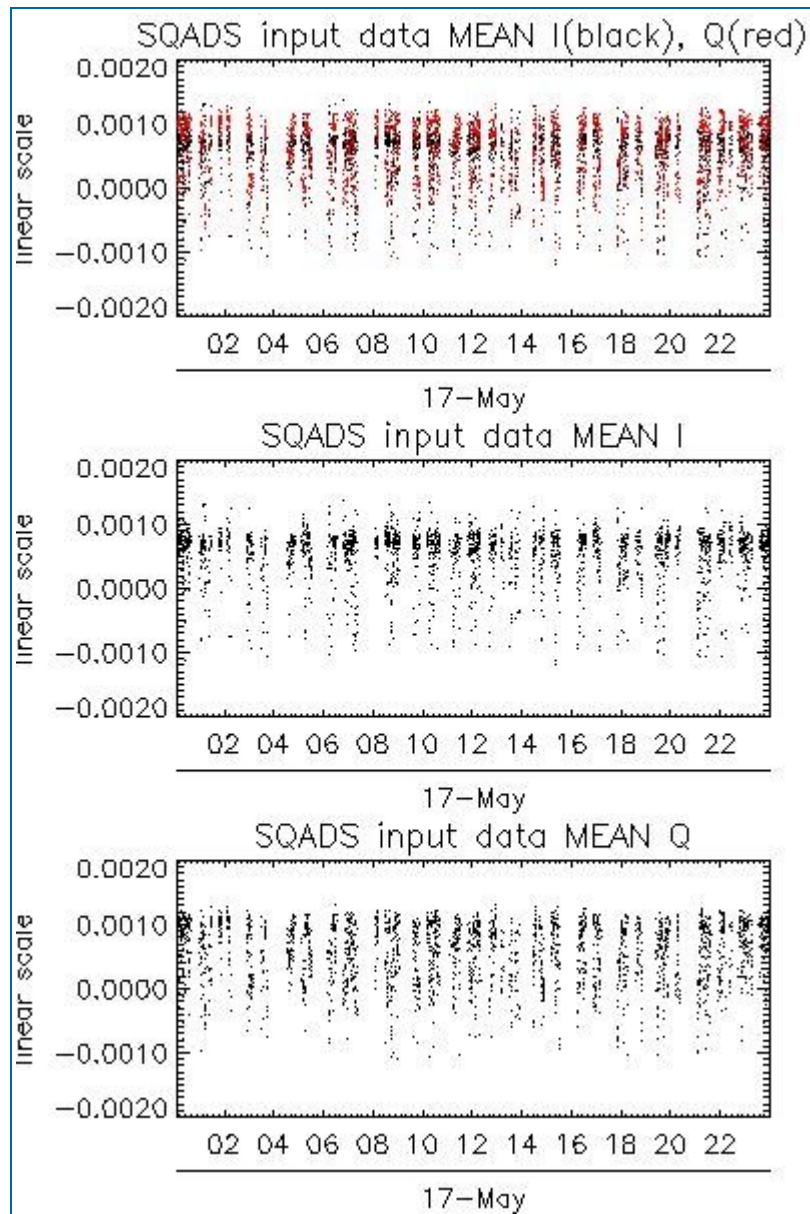 SQADS input data MEAN I(black), Q(red)
linear scale
0.0020
0.0010
0.0000
−0.0010
−0.0020
02 04 06 08 10 12 14 16 18 20 22
17−May
SQADS input data MEAN I
linear scale
0.0020
0.0010
0.0000
−0.0010
−0.0020
02 04 06 08 10 12 14 16 18 20 22
17−May
SQADS input data MEAN Q
linear scale
0.0020
0.0010
0.0000
−0.0010
−0.0020
02 04 06 08 10 12 14 16 18 20 22
17−May